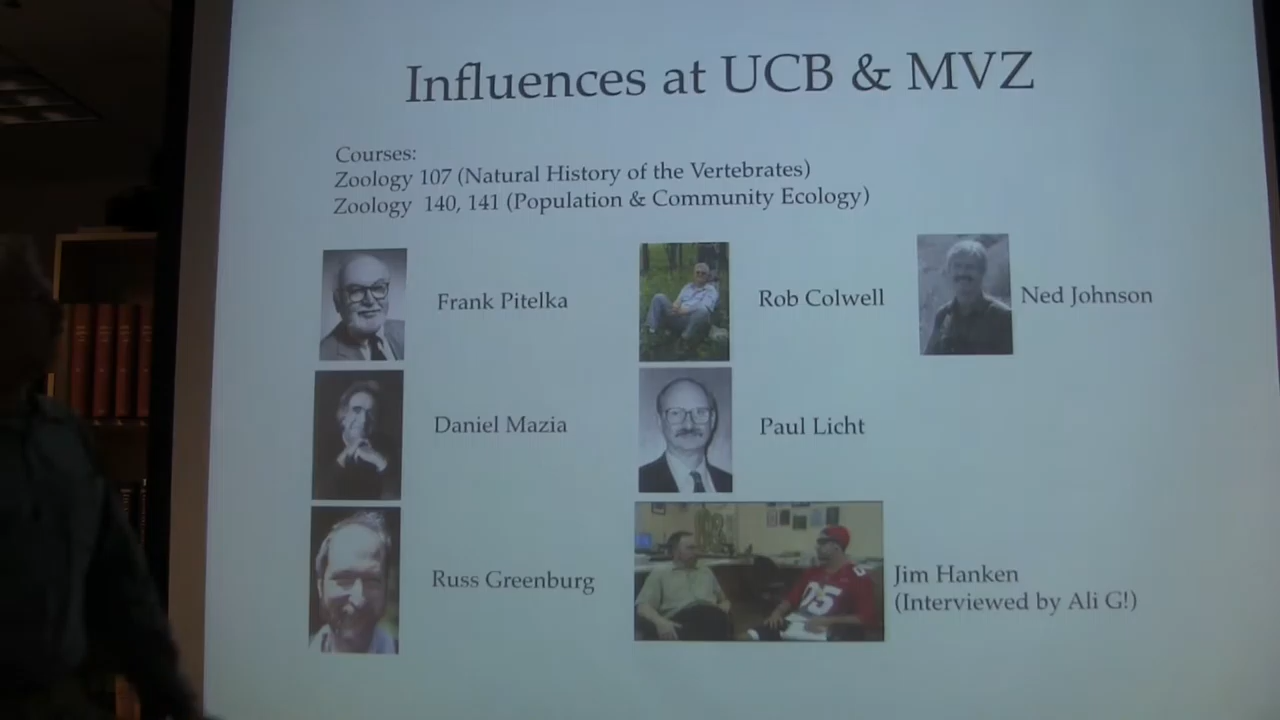 Influences at UCB & MVZ
Courses:
Zoology 107 (Natural History of the Vertebrates)
Zoology 140, 141 (Population & Community Ecology)
Frank Pitelka
Rob Colwell
Ned Johnson
Daniel Mazia
Paul Licht
Russ Greenburg
Jim Hanken
(Interviewed by Ali G!)